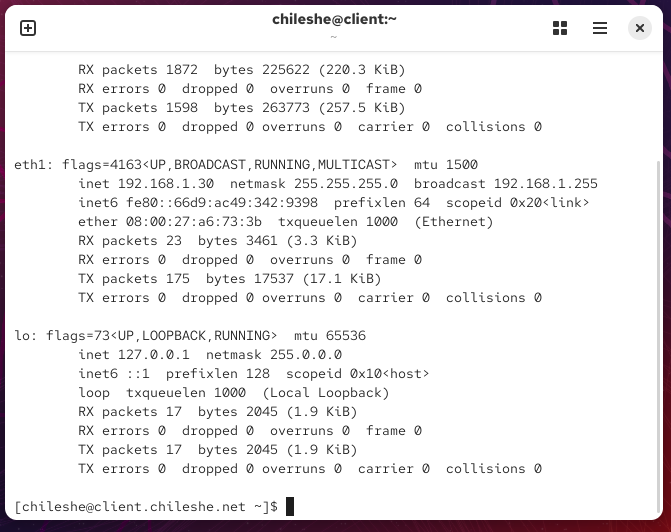 chileshe@client:~
~
RX packets 1872  bytes 225622 (220.3 KiB)
RX errors 0  dropped 0  overruns 0  frame 0
TX packets 1598  bytes 263773 (257.5 KiB)
TX errors 0  dropped 0 overruns 0  carrier 0  collisions 0
eth1: flags=4163<UP,BROADCAST,RUNNING,MULTICAST>  mtu 1500
inet 192.168.1.30  netmask 255.255.255.0  broadcast 192.168.1.255
inet6 fe80::66d9:ac49:342:9398  prefixlen 64  scopeid 0x20<link>
ether 08:00:27:a6:73:3b  txqueuelen 1000  (Ethernet)
RX packets 23  bytes 3461 (3.3 KiB)
RX errors 0  dropped 0  overruns 0  frame 0
TX packets 175  bytes 17537 (17.1 KiB)
TX errors 0  dropped 0 overruns 0  carrier 0  collisions 0
lo: flags=73<UP,LOOPBACK,RUNNING>  mtu 65536
inet 127.0.0.1  netmask 255.0.0.0
inet6 ::1  prefixlen 128  scopeid 0x10<host>
loop  txqueuelen 1000  (Local Loopback)
RX packets 17  bytes 2045 (1.9 KiB)
RX errors 0  dropped 0  overruns 0  frame 0
TX packets 17  bytes 2045 (1.9 KiB)
TX errors 0  dropped 0 overruns 0  carrier 0  collisions 0
[chileshe@client.chileshe.net ~]$